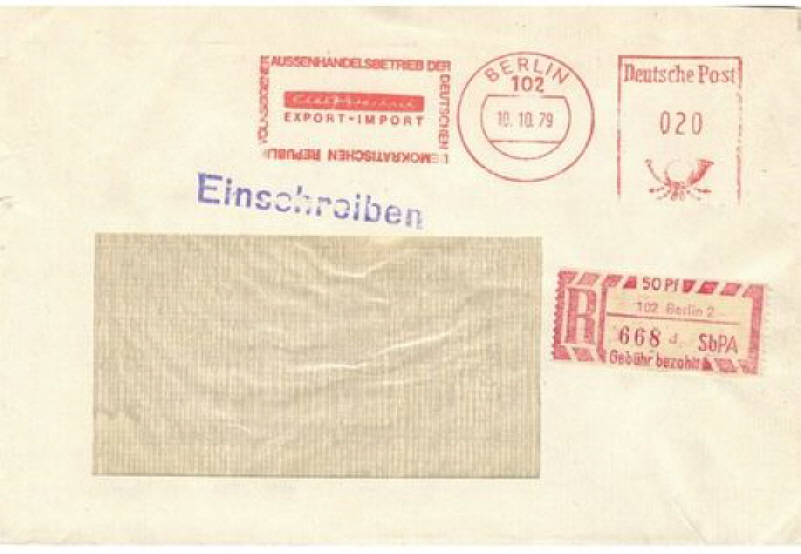 VOLKSEIGENER AUSSENHANDELSBETRIEB DER DEUTSCHEN DEMOKRATISCHEN REPUBLIK
EXPORT-IMPORT
BERLIN
102
10.10.79
Deutsche Post
020
Einschreiben
50 Pf
102 Berlin 2
R
668 d
SbPA
Gebühr bezahlt